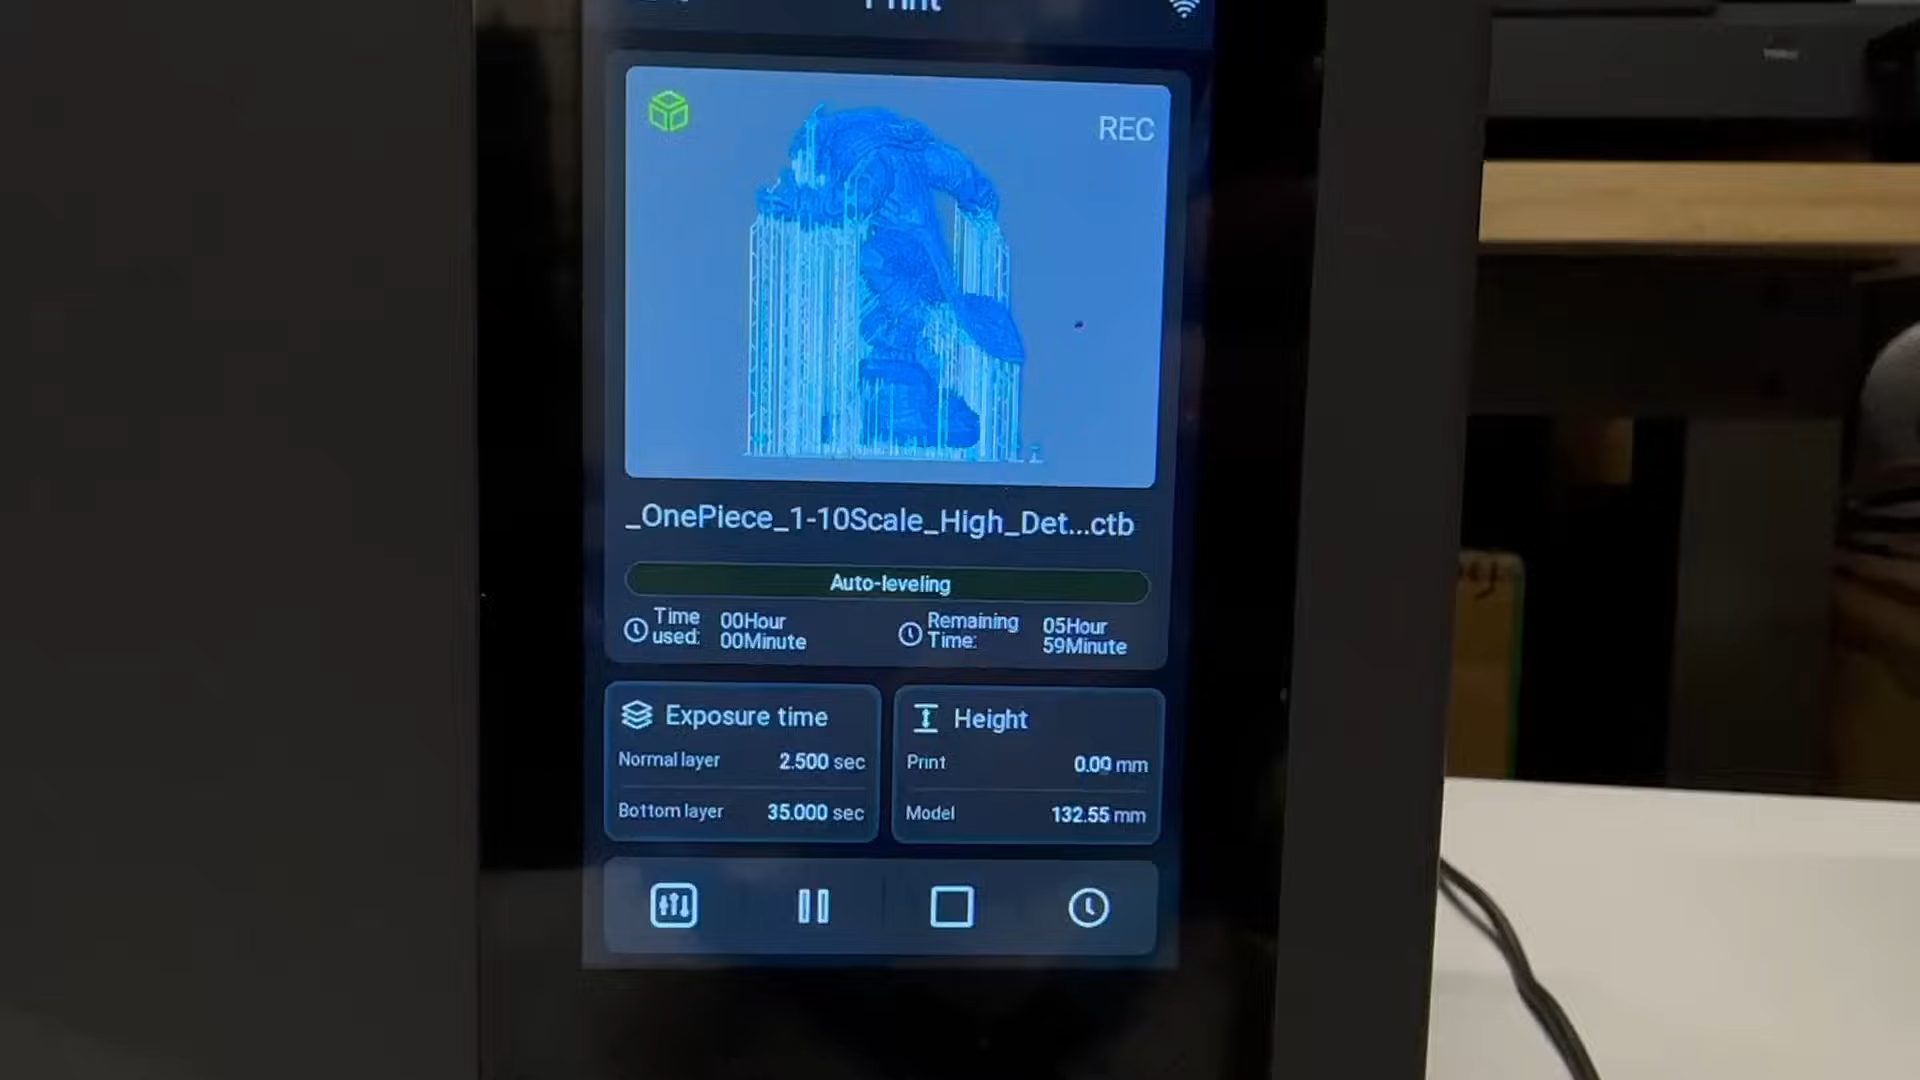 Print
REC
_OnePiece_1-10Scale_High_Det...ctb
Auto-leveling
Time used: 00Hour 00Minute
Remaining Time: 05Hour 59Minute
Exposure time
Normal layer 2.500 sec
Bottom layer 35.000 sec
Height
Print 0.00 mm
Model 132.55 mm